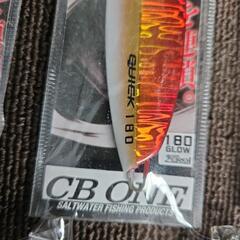 QUICK 180
180
GLOW
CB ONE
SALTWATER FISHING PRODUCTS